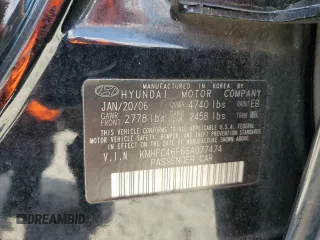 MANUFACTURED IN KOREA BY
HYUNDAI MOTOR COMPANY
JAN/20/06 GVWR 4740 lbs PAINT EB
GAWR FRONT: 2778 lbs 2458 lbs TRIM
THIS VEHICLE CONFORMS TO ALL APPLICABLE U.S.A. FEDERAL
MOTOR VEHICLE SAFETY, BUMPER, AND THEFT PREVENTION STANDARDS
IN EFFECT ON THE DATE OF MANUFACTURE SHOWN ABOVE.
V.I.N
PASSENGER CAR
DIAMONDBID